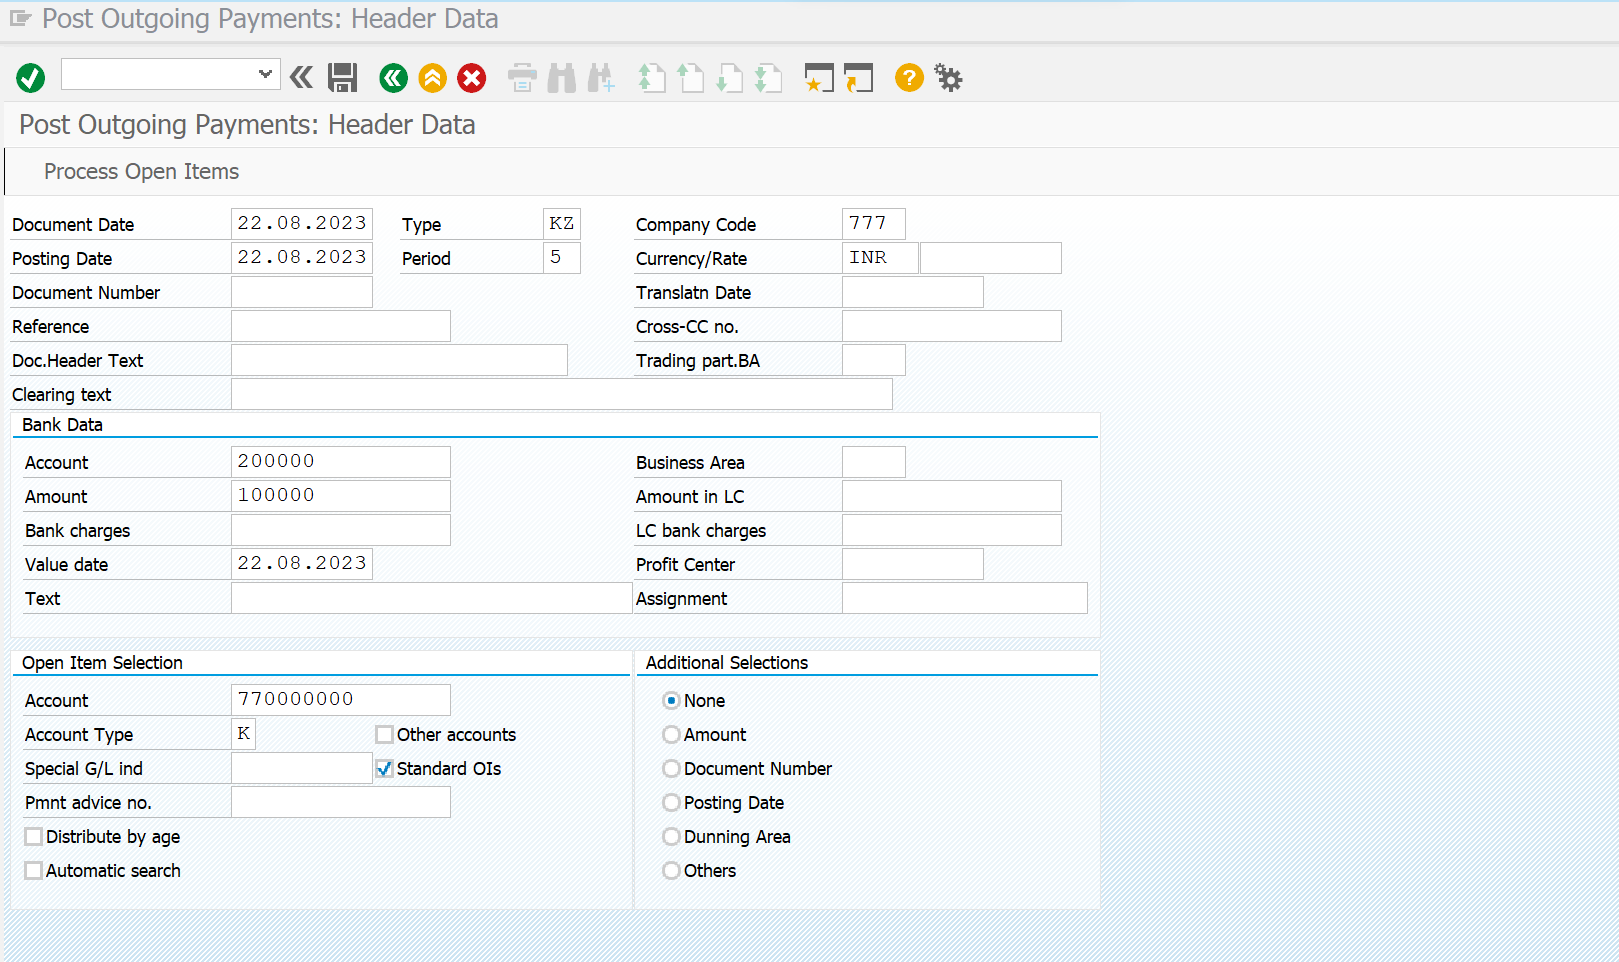 Post Outgoing Payments: Header Data
Post Outgoing Payments: Header Data
Process Open Items
Document Date 22.08.2023 Type KZ Company Code 777
Posting Date 22.08.2023 Period 5 Currency/Rate INR
Document Number Translatn Date
Reference Cross-CC no.
Doc.Header Text Trading part.BA
Clearing text
Bank Data
Account 200000 Business Area
Amount 100000 Amount in LC
Bank charges LC bank charges
Value date 22.08.2023 Profit Center
Text Assignment
Open Item Selection Additional Selections
Account 770000000 None
Account Type K Other accounts Amount
Special G/L ind Standard OIs Document Number
Pmnt advice no. Posting Date
Distribute by age Dunning Area
Automatic search Others